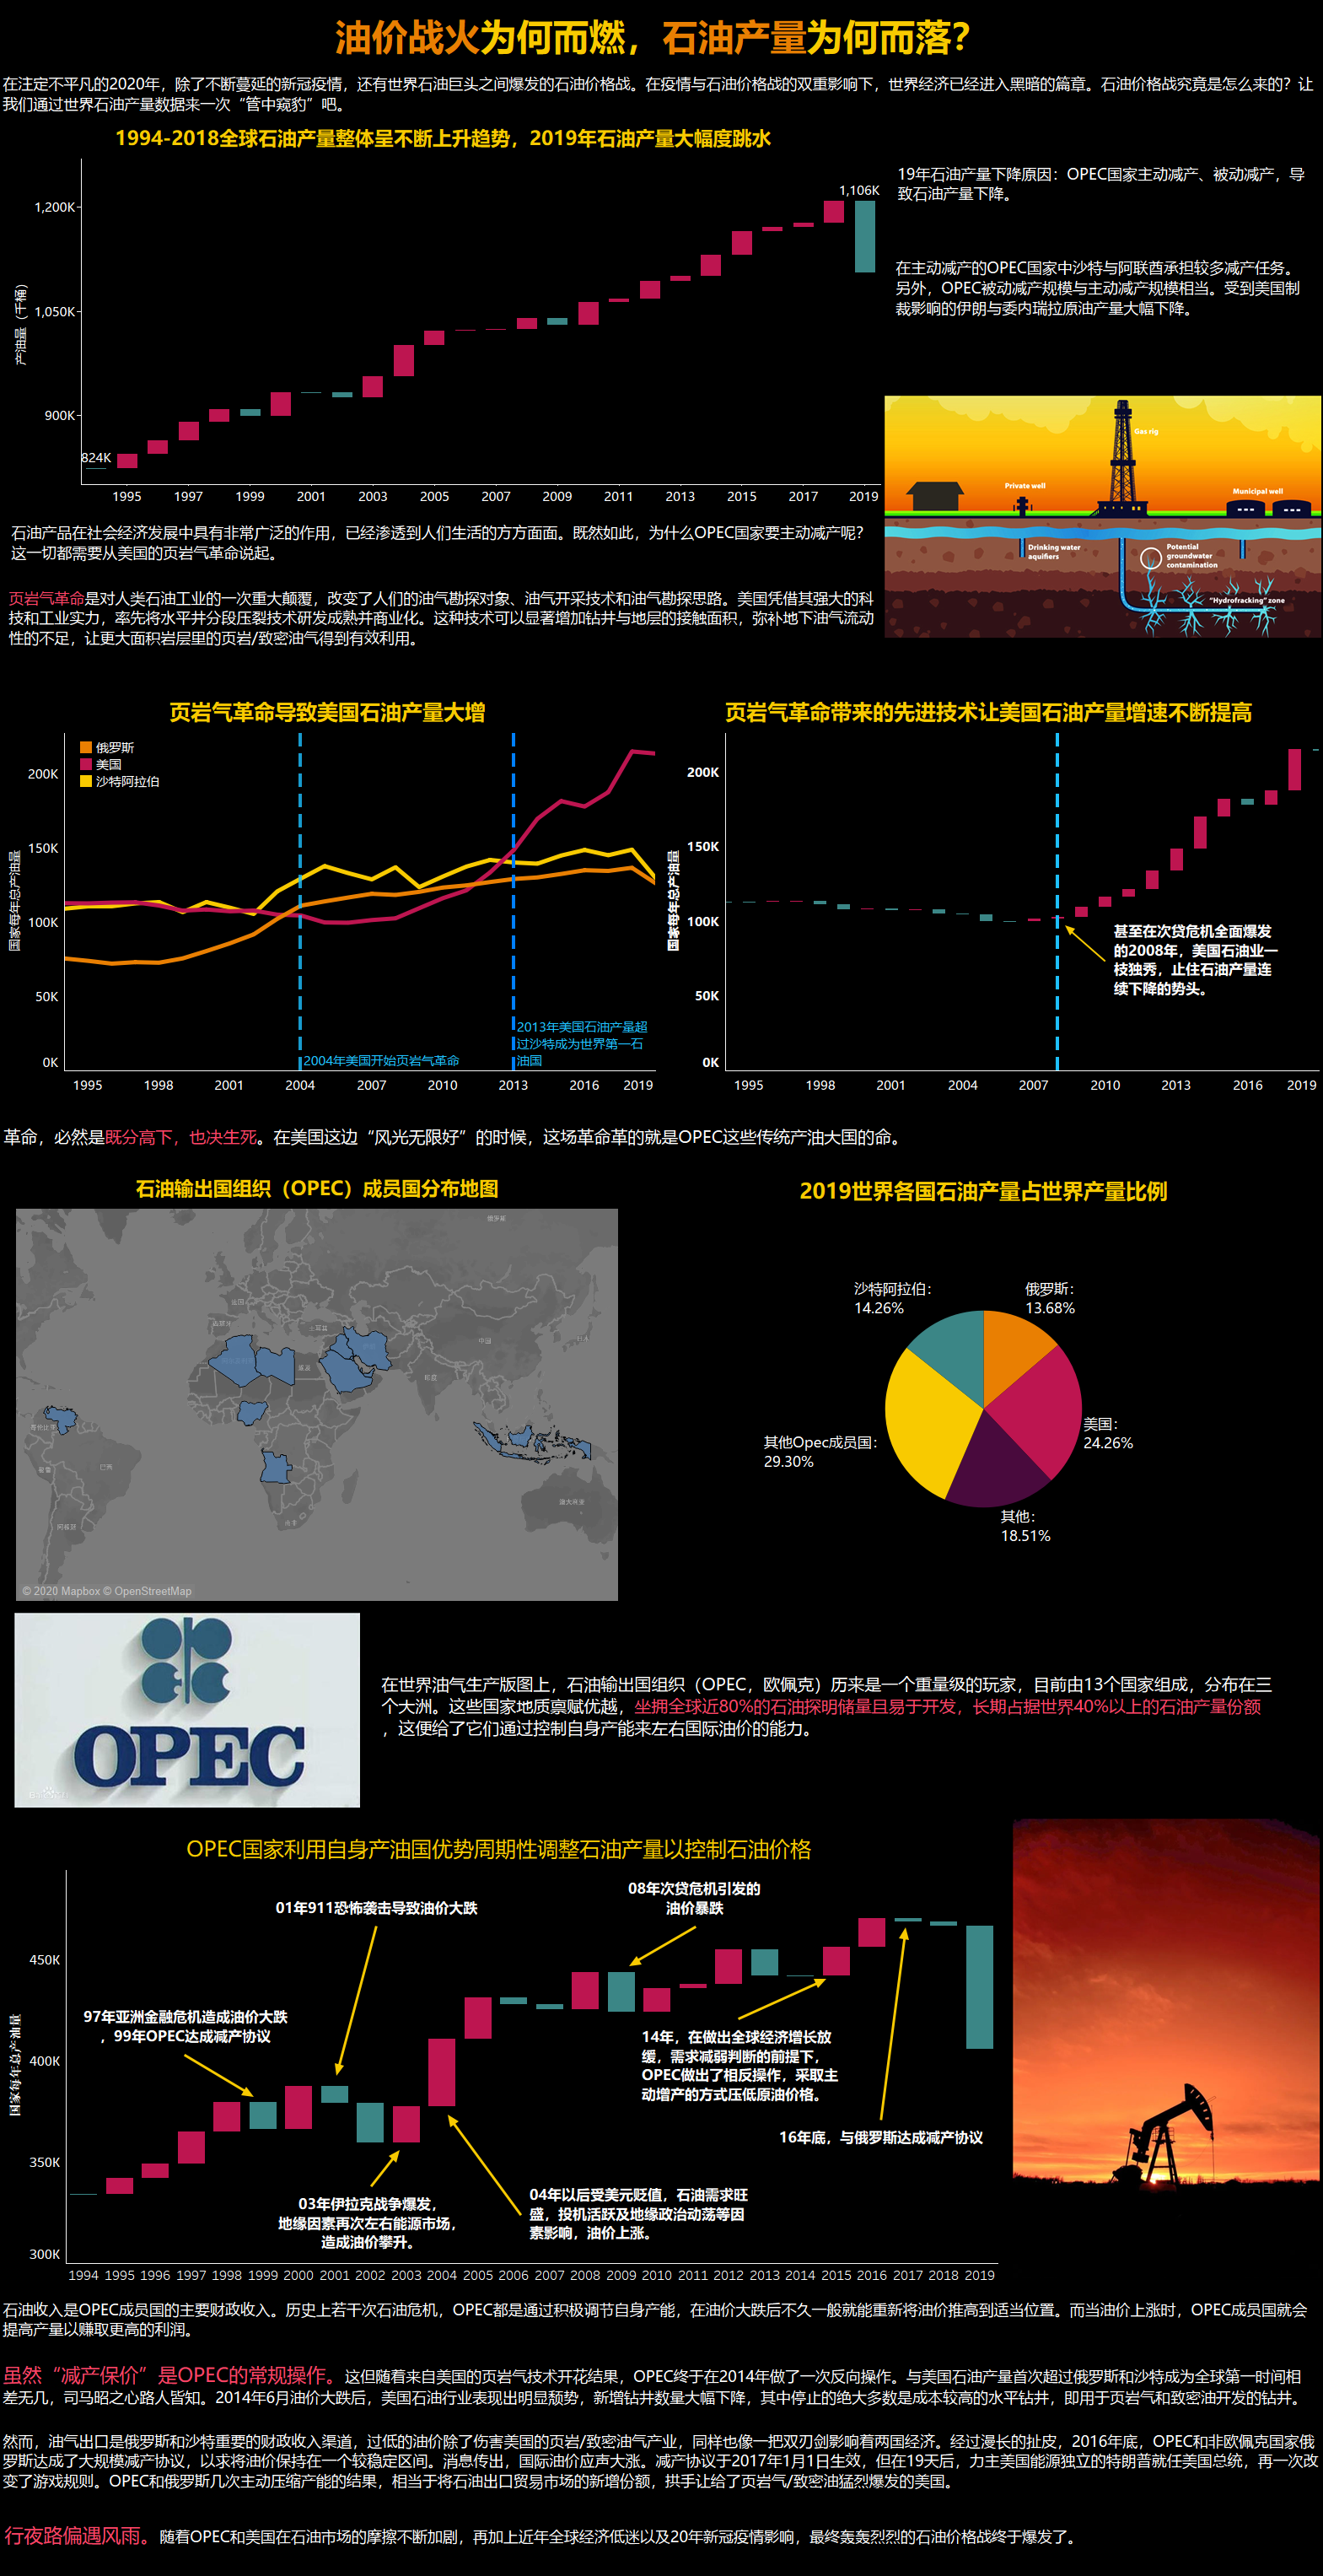 油价战火为何而燃，石油产量为何而落？
在注定不平凡的2020年，除了不断蔓延的新冠疫情，还有世界石油巨头之间爆发的石油价格战。在疫情与石油价格战的双重影响下，世界经济已经进入黑暗的篇章。石油价格战究竟是怎么来的？让
我们通过世界石油产量数据来一次“管中窥豹”吧。
1994-2018全球石油产量整体呈不断上升趋势，2019年石油产量大幅度跳水
产油量（千桶）
1,200K
1,050K
900K
824K
1,106K
1995 1997 1999 2001 2003 2005 2007 2009 2011 2013 2015 2017 2019
19年石油产量下降原因：OPEC国家主动减产、被动减产，导
致石油产量下降。
在主动减产的OPEC国家中沙特与阿联酋承担较多减产任务。
另外，OPEC被动减产规模与主动减产规模相当。受到美国制
裁影响的伊朗与委内瑞拉原油产量大幅下降。
Gas rig
Private well
Municipal well
Drinking water
aquifiers
Potential
groundwater
contamination
“Hydrofracking” zone
石油产品在社会经济发展中具有非常广泛的作用，已经渗透到人们生活的方方面面。既然如此，为什么OPEC国家要主动减产呢？
这一切都需要从美国的页岩气革命说起。
页岩气革命是对人类石油工业的一次重大颠覆，改变了人们的油气勘探对象、油气开采技术和油气勘探思路。美国凭借其强大的科
技和工业实力，率先将水平井分段压裂技术研发成熟并商业化。这种技术可以显著增加钻井与地层的接触面积，弥补地下油气流动
性的不足，让更大面积岩层里的页岩/致密油气得到有效利用。
页岩气革命导致美国石油产量大增
俄罗斯
美国
沙特阿拉伯
国家每年总产油量
200K
150K
100K
50K
0K
2004年美国开始页岩气革命
2013年美国石油产量超
过沙特成为世界第一石
油国
1995 1998 2001 2004 2007 2010 2013 2016 2019
页岩气革命带来的先进技术让美国石油产量增速不断提高
国家每年总产油量
200K
150K
100K
50K
0K
甚至在次贷危机全面爆发
的2008年，美国石油业一
枝独秀，止住石油产量连
续下降的势头。
1995 1998 2001 2004 2007 2010 2013 2016 2019
革命，必然是既分高下，也决生死。在美国这边“风光无限好”的时候，这场革命革的就是OPEC这些传统产油大国的命。
石油输出国组织（OPEC）成员国分布地图
© 2020 Mapbox © OpenStreetMap
2019世界各国石油产量占世界产量比例
沙特阿拉伯：
14.26%
俄罗斯：
13.68%
美国：
24.26%
其他Opec成员国：
29.30%
其他：
18.51%
OPEC
在世界油气生产版图上，石油输出国组织（OPEC，欧佩克）历来是一个重量级的玩家，目前由13个国家组成，分布在三
个大洲。这些国家地质禀赋优越，坐拥全球近80%的石油探明储量且易于开发，长期占据世界40%以上的石油产量份额
，这便给了它们通过控制自身产能来左右国际油价的能力。
OPEC国家利用自身产油国优势周期性调整石油产量以控制石油价格
国家每年总产油量
450K
400K
350K
300K
01年911恐怖袭击导致油价大跌
08年次贷危机引发的
油价暴跌
97年亚洲金融危机造成油价大跌
，99年OPEC达成减产协议
14年，在做出全球经济增长放
缓，需求减弱判断的前提下，
OPEC做出了相反操作，采取主
动增产的方式压低原油价格。
16年底，与俄罗斯达成减产协议
03年伊拉克战争爆发，
地缘因素再次左右能源市场，
造成油价攀升。
04年以后受美元贬值，石油需求旺
盛，投机活跃及地缘政治动荡等因
素影响，油价上涨。
1994 1995 1996 1997 1998 1999 2000 2001 2002 2003 2004 2005 2006 2007 2008 2009 2010 2011 2012 2013 2014 2015 2016 2017 2018 2019
石油收入是OPEC成员国的主要财政收入。历史上若干次石油危机，OPEC都是通过积极调节自身产能，在油价大跌后不久一般就能重新将油价推高到适当位置。而当油价上涨时，OPEC成员国就会
提高产量以赚取更高的利润。
虽然“减产保价”是OPEC的常规操作。这但随着来自美国的页岩气技术开花结果，OPEC终于在2014年做了一次反向操作。与美国石油产量首次超过俄罗斯和沙特成为全球第一时间相
差无几，司马昭之心路人皆知。2014年6月油价大跌后，美国石油行业表现出明显颓势，新增钻井数量大幅下降，其中停止的绝大多数是成本较高的水平钻井，即用于页岩气和致密油开发的钻井。
然而，油气出口是俄罗斯和沙特重要的财政收入渠道，过低的油价除了伤害美国的页岩/致密油气产业，同样也像一把双刃剑影响着两国经济。经过漫长的扯皮，2016年底，OPEC和非欧佩克国家俄
罗斯达成了大规模减产协议，以求将油价保持在一个较稳定区间。消息传出，国际油价应声大涨。减产协议于2017年1月1日生效，但在19天后，力主美国能源独立的特朗普就任美国总统，再一次改
变了游戏规则。OPEC和俄罗斯几次主动压缩产能的结果，相当于将石油出口贸易市场的新增份额，拱手让给了页岩气/致密油猛烈爆发的美国。
行夜路偏遇风雨。随着OPEC和美国在石油市场的摩擦不断加剧，再加上近年全球经济低迷以及20年新冠疫情影响，最终轰轰烈烈的石油价格战终于爆发了。